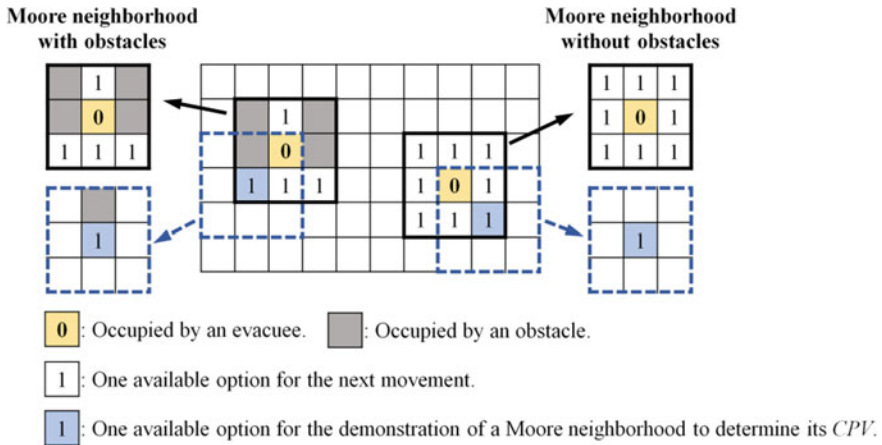 Moore neighborhood
with obstacles
Moore neighborhood
without obstacles
1
0
1 1 1
1
1
0
1 1 1
1 1 1
1 0 1
1 1 1
1 1 1
1 0 1
1 1 1
1
0 : Occupied by an evacuee. : Occupied by an obstacle.
1 : One available option for the next movement.
1 : One available option for the demonstration of a Moore neighborhood to determine its CPV.